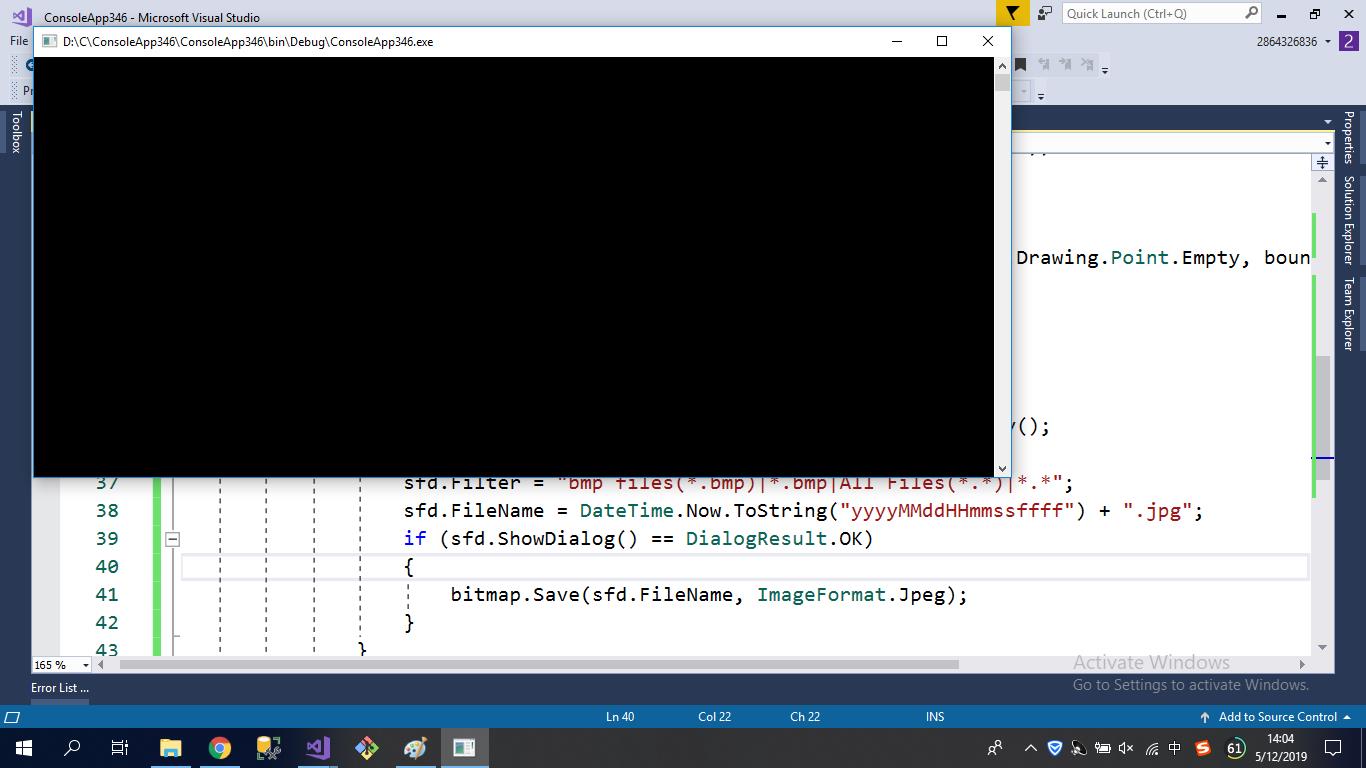 ConsoleApp346 - Microsoft Visual Studio
Quick Launch (Ctrl+Q)
D:\C\ConsoleApp346\ConsoleApp346\bin\Debug\ConsoleApp346.exe
File
2864326836
2
Toolbox
Properties
Solution Explorer
Team Explorer
Drawing.Point.Empty, boun
();
37 sfd.Filter = "bmp files(*.bmp)|*.bmp|All Files(*.*)|*.*";
38 sfd.FileName = DateTime.Now.ToString("yyyyMMddHHmmssffff") + ".jpg";
39 if (sfd.ShowDialog() == DialogResult.OK)
40 {
41 bitmap.Save(sfd.FileName, ImageFormat.Jpeg);
42 }
43 }
165 %
Activate Windows
Go to Settings to activate Windows.
Error List ...
Ln 40 Col 22 Ch 22 INS Add to Source Control
中 61 14:04
5/12/2019